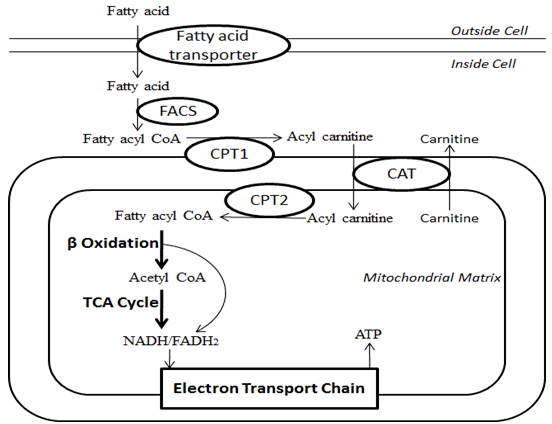 Fatty acid
Outside Cell
Fatty acid
transporter
Inside Cell
Fatty acid
FACS
Fatty acyl CoA
Acyl carnitine
Carnitine
CPT1
CAT
CPT2
Fatty acyl CoA
Acyl carnitine
Carnitine
β Oxidation
Acetyl CoA
Mitochondrial Matrix
TCA Cycle
NADH/FADH2
ATP
Electron Transport Chain